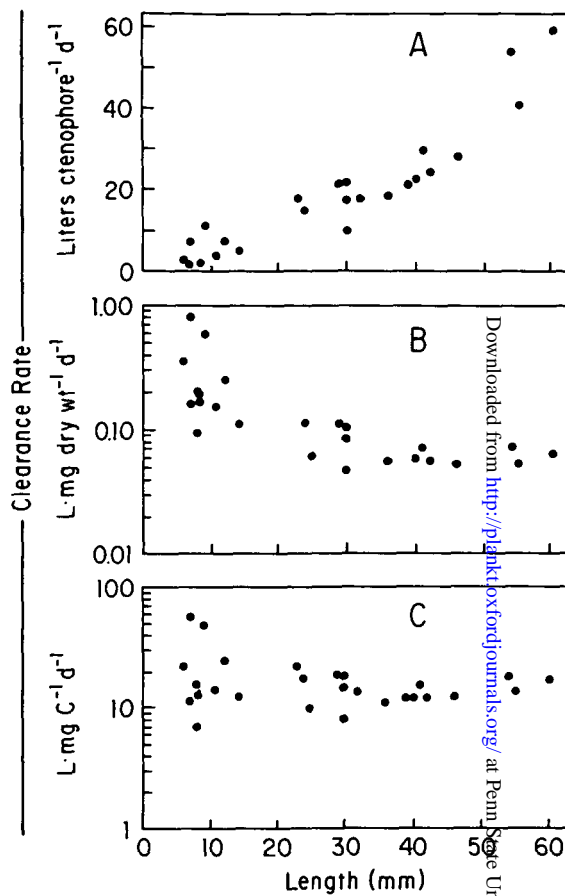 Clearance Rate
Liters ctenophore⁻¹ d⁻¹
60
40
20
0
A
L·mg dry wt⁻¹ d⁻¹
1.00
0.10
0.01
B
L·mg C⁻¹ d⁻¹
100
10
1
C
0 10 20 30 40 50 60
Length (mm)
Downloaded from http://plankt.oxfordjournals.org/ at Penn State Un